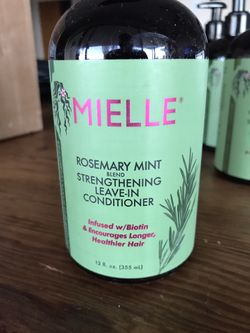 MIELLE®
ROSEMARY MINT
BLEND
STRENGTHENING
LEAVE-IN
CONDITIONER
Infused w/Biotin
& Encourages Longer,
Healthier Hair
12 fl. oz. (355 mL)